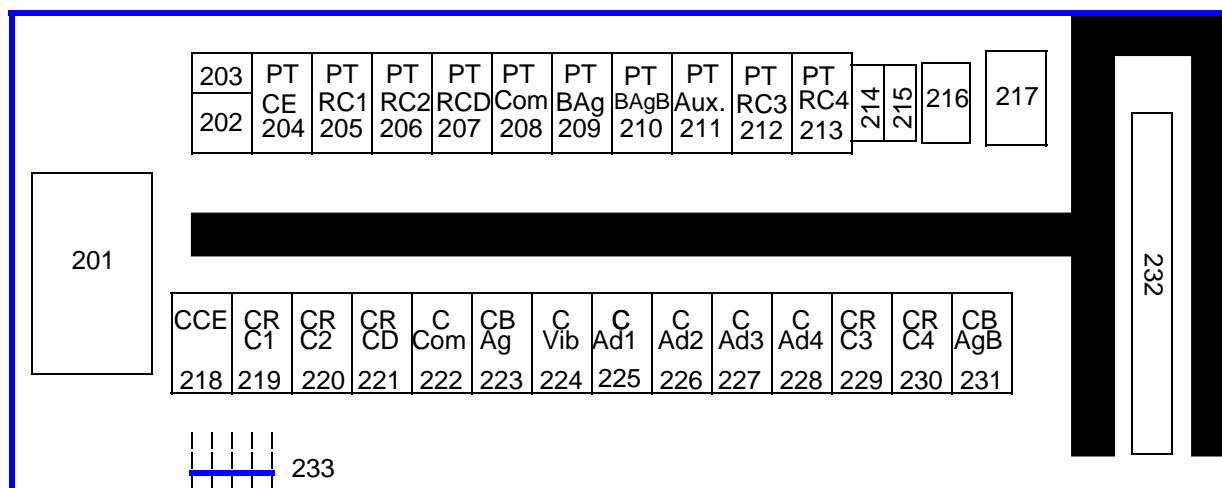 203
202
PT
CE
204
PT
RC1
205
PT
RC2
206
PT
RCD
207
PT
Com
208
PT
BAg
209
PT
BAgB
210
PT
Aux.
211
PT
RC3
212
PT
RC4
213
214
215
216
217
201
232
CCE
218
CR
C1
219
CR
C2
220
CR
CD
221
C
Com
222
CB
Ag
223
C
Vib
224
C
Ad1
225
C
Ad2
226
C
Ad3
227
C
Ad4
228
CR
C3
229
CR
C4
230
CB
AgB
231
233